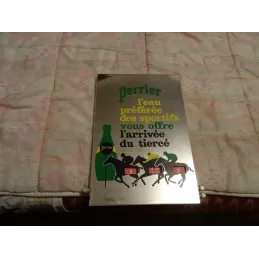 perrier
l'eau
préférée
des sportifs
vous offre
l'arrivée
du tiercé